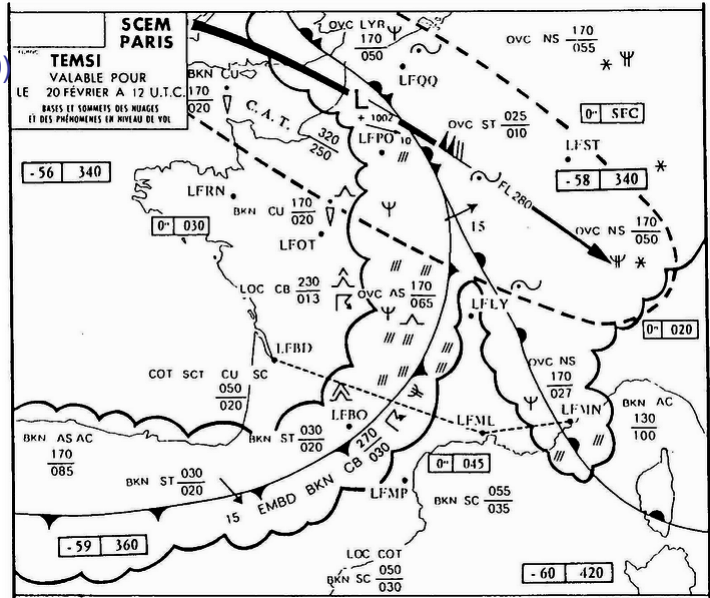 SCEM
PARIS
TEMSI
VALABLE POUR
LE 20 FÉVRIER A 12 U.T.C.
BASES ET SOMMETS DES NUAGES
ET DES PHÉNOMÈNES EN NIVEAU DE VOL
OVC LYR 170
050
LFQQ
OVC NS 170
055
BKN CU
170
020
C.A.T. 320
250
L
+ 1002
10
LFPO
OVC ST 025
010
0° SFC
LFST
-56 340
-58 340
FL 280
LFRN
BKN CU 170
020
0° 030
LFOT
15
OVC NS 170
050
LOC CB 230
013
OVC AS 170
065
LFLY
0° 020
LFBD
COT SCT CU SC
050
020
OVC NS
170
027
LFBO
LFML
LFMN
BKN AC
130
100
BKN AS AC
170
085
BKN ST 030
020
BKN ST 030
020
EMBD BKN CB 270
030
0° 045
15
LFMP
BKN SC 055
035
-59 360
LOC COT
BKN SC 050
030
-60 420